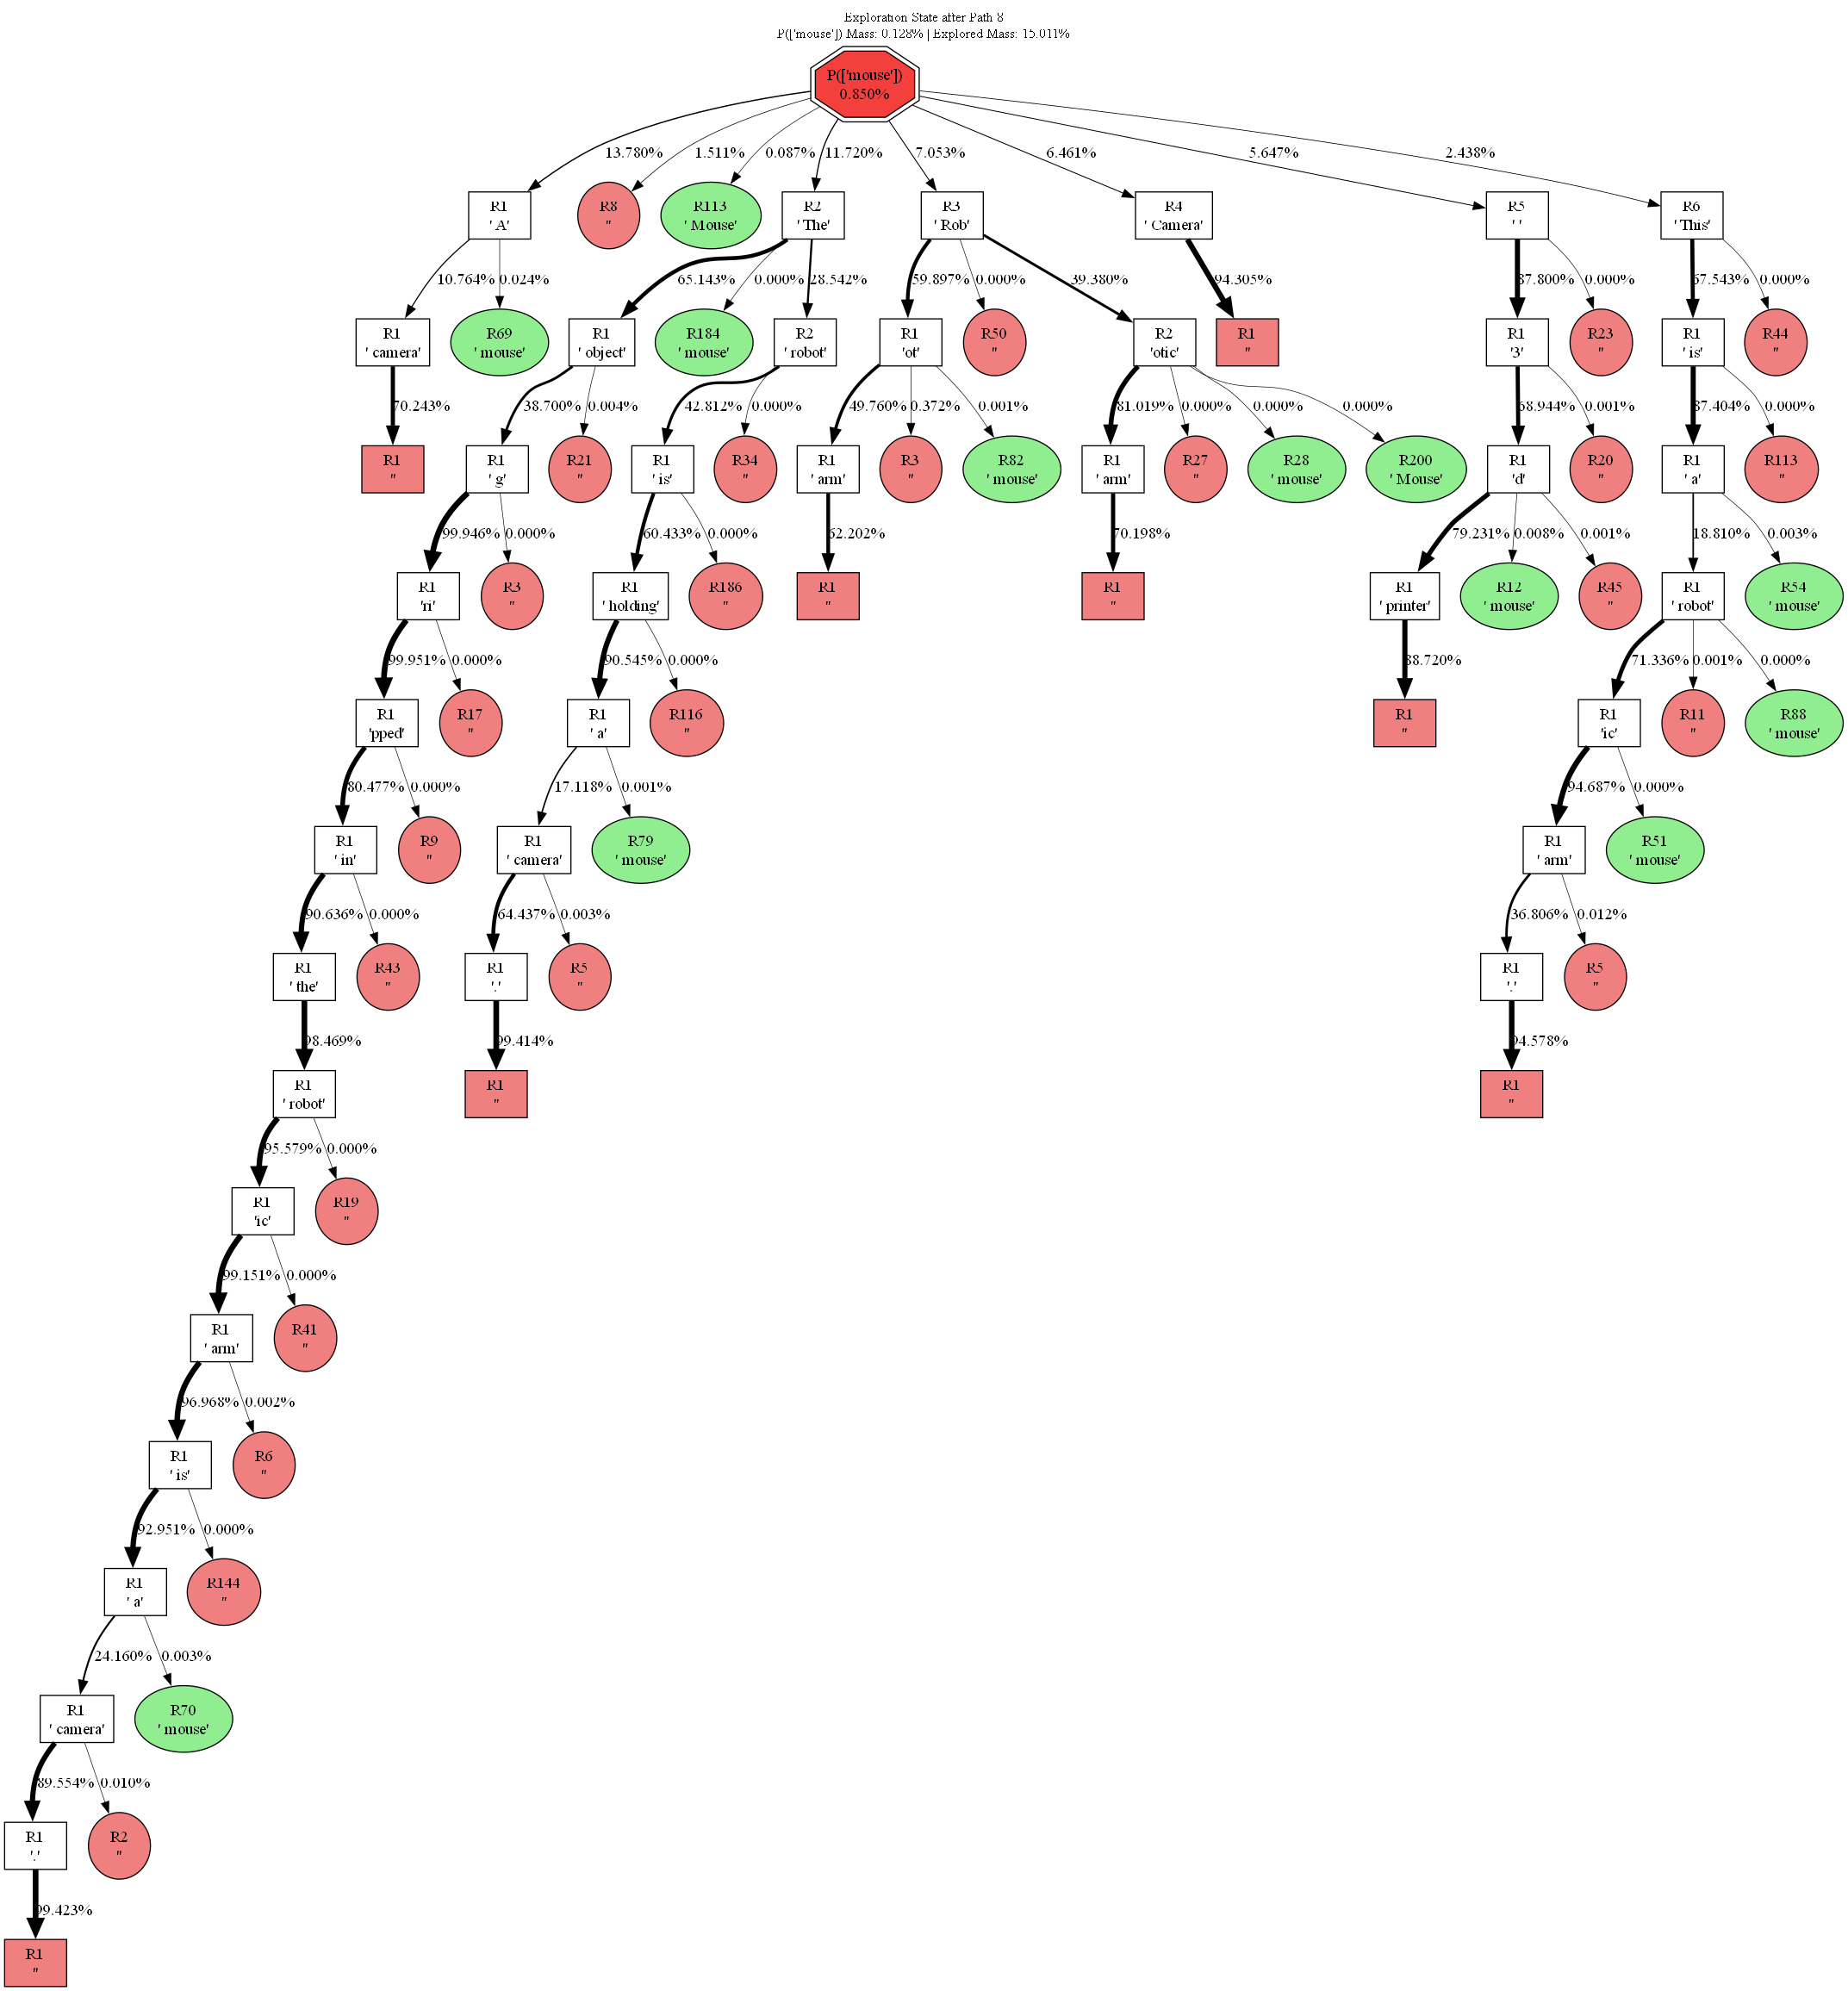 Exploration State after Path 8
P(['mouse']) Mass: 0.128% | Explored Mass: 15.011%
P(['mouse'])
0.850%
13.780% 1.511% 0.087% 11.720% 7.053% 6.461% 5.647% 2.438%
R1 R8 R113 R2 R3 R4 R5 R6
' A' '' ' Mouse' ' The' ' Rob' ' Camera' ' ' ' This'
10.764% 0.024% 65.143% 0.000% 28.542% 59.897% 0.000% 39.380% 94.305% 87.800% 0.000% 67.543% 0.000%
R1 R69 R1 R184 R2 R1 R50 R2 R1 R1 R23 R1 R44
' camera' ' mouse' ' object' ' mouse' ' robot' 'ot' '' 'otic' '' '3' '' ' is' ''
70.243% 38.700% 0.004% 42.812% 0.000% 49.760% 0.372% 0.001% 81.019% 0.000% 0.000% 0.000% 68.944% 0.001% 87.404% 0.000%
R1 R1 R21 R1 R34 R1 R3 R82 R1 R27 R28 R200 R1 R20 R1 R113
'' ' g' '' ' is' '' ' arm' '' ' mouse' ' arm' '' ' mouse' ' Mouse' 'd' '' ' a' ''
99.946% 0.000% 60.433% 0.000% 62.202% 70.198% 79.231% 0.008% 0.001% 18.810% 0.003%
R1 R3 R1 R186 R1 R1 R1 R12 R45 R1 R54
'ri' '' ' holding' '' '' '' ' printer' ' mouse' '' ' robot' ' mouse'
99.951% 0.000% 90.545% 0.000% 88.720% 71.336% 0.001% 0.000%
R1 R17 R1 R116 R1 R1 R11 R88
'pped' '' ' a' '' '' 'ic' '' ' mouse'
80.477% 0.000% 17.118% 0.001% 94.687% 0.000%
R1 R9 R1 R79 R1 R51
' in' '' ' camera' ' mouse' ' arm' ' mouse'
90.636% 0.000% 64.437% 0.003% 36.806% 0.012%
R1 R43 R1 R5 R1 R5
' the' '' '.' '' '.' ''
98.469% 99.414% 94.578%
R1 R1 R1
' robot' '' ''
95.579% 0.000%
R1 R19
'ic' ''
99.151% 0.000%
R1 R41
' arm' ''
96.968% 0.002%
R1 R6
' is' ''
92.951% 0.000%
R1 R144
' a' ''
24.160% 0.003%
R1 R70
' camera' ' mouse'
89.554% 0.010%
R1 R2
'.' ''
99.423%
R1
''